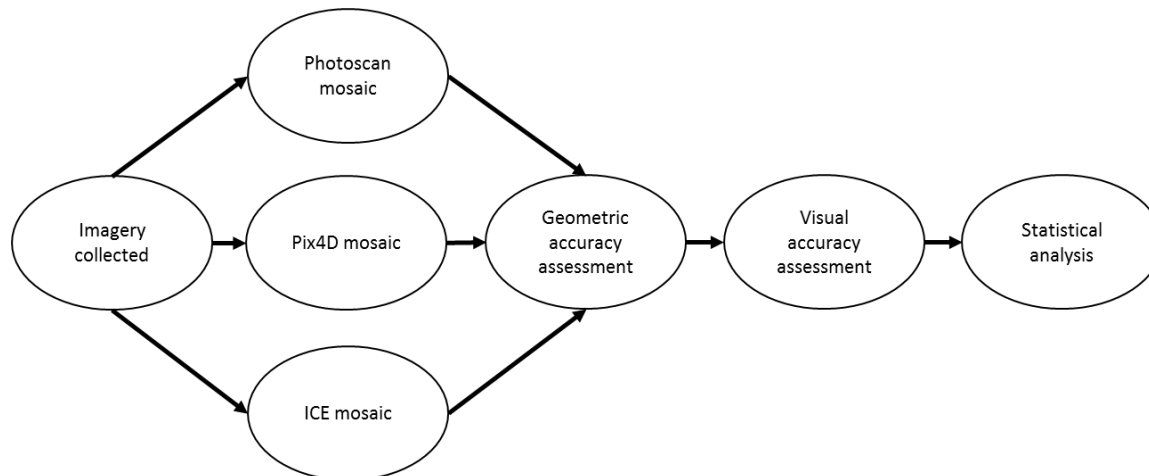 Photoscan
mosaic
Imagery
collected
Pix4D mosaic
ICE mosaic
Geometric
accuracy
assessment
Visual
accuracy
assessment
Statistical
analysis